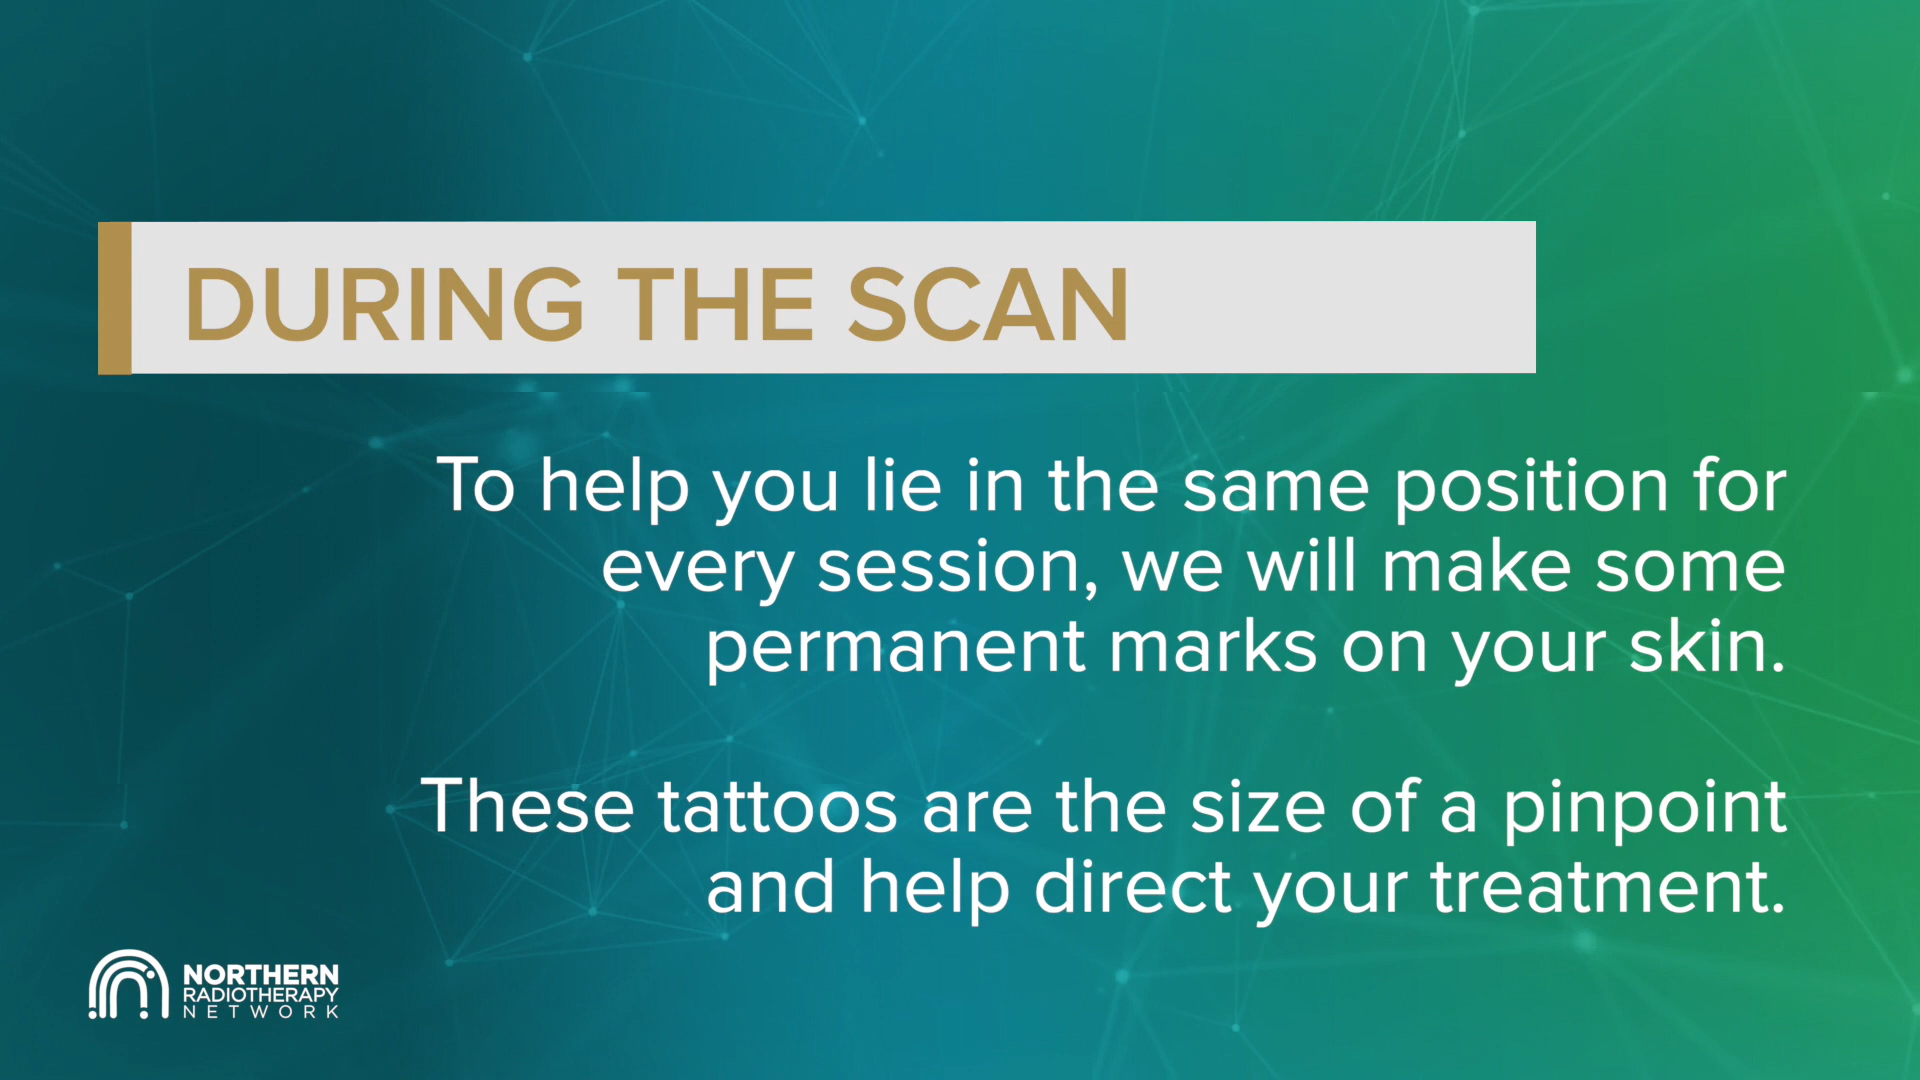 DURING THE SCAN
To help you lie in the same position for
every session, we will make some
permanent marks on your skin.
These tattoos are the size of a pinpoint
and help direct your treatment.
NORTHERN
RADIOTHERAPY
NETWORK